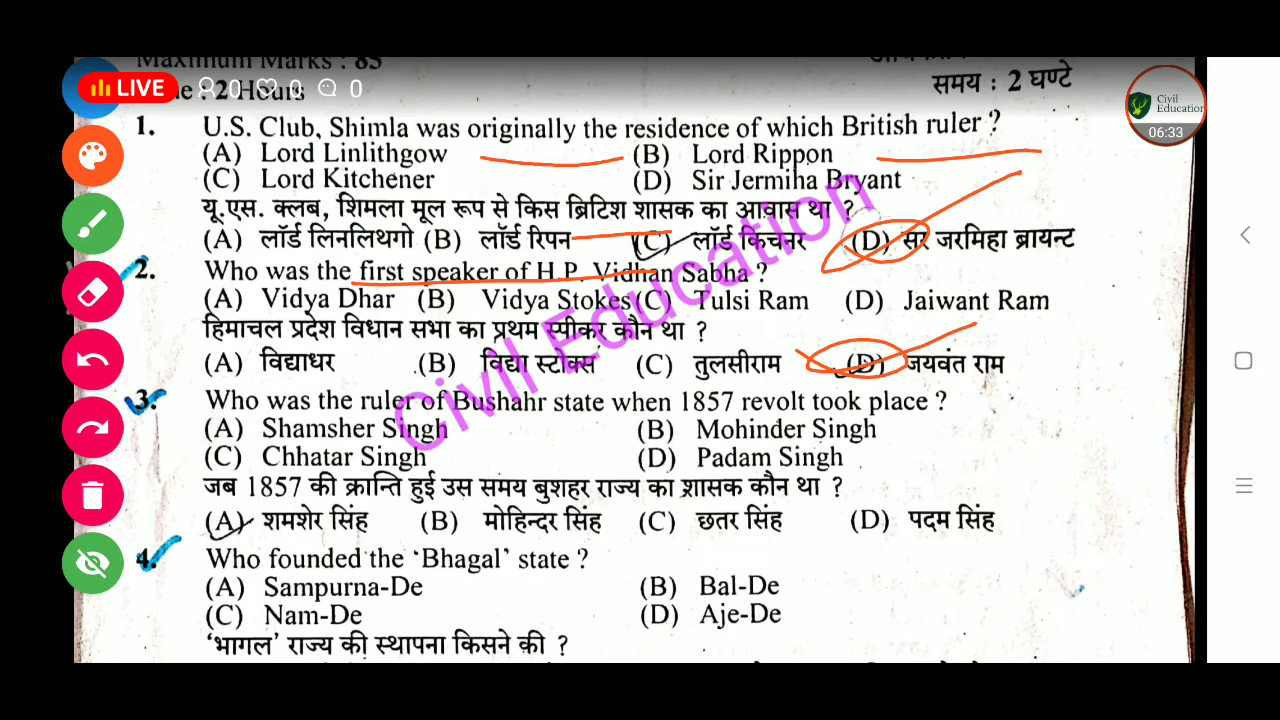 Maximum Marks : 85
LIVE 0 0 0
e : 2 Hours
समय : 2 घण्टे
Civil Education
06:33
1. U.S. Club, Shimla was originally the residence of which British ruler ?
(A) Lord Linlithgow (B) Lord Rippon
(C) Lord Kitchener (D) Sir Jermiha Bryant
यू.एस. क्लब, शिमला मूल रूप से किस ब्रिटिश शासक का आवास था ?
(A) लॉर्ड लिनलिथगो (B) लॉर्ड रिपन (C) लॉर्ड किचनर (D) सर जरमिहा ब्रायन्ट
2. Who was the first speaker of H.P. Vidhan Sabha ?
(A) Vidya Dhar (B) Vidya Stokes (C) Tulsi Ram (D) Jaiwant Ram
हिमाचल प्रदेश विधान सभा का प्रथम स्पीकर कौन था ?
(A) विद्याधर (B) विद्या स्टोक्स (C) तुलसीराम (D) जयवंत राम
3. Who was the ruler of Bushahr state when 1857 revolt took place ?
(A) Shamsher Singh (B) Mohinder Singh
(C) Chhatar Singh (D) Padam Singh
जब 1857 की क्रान्ति हुई उस समय बुशहर राज्य का शासक कौन था ?
(A) शमशेर सिंह (B) मोहिन्दर सिंह (C) छतर सिंह (D) पदम सिंह
4. Who founded the ‘Bhagal’ state ?
(A) Sampurna-De (B) Bal-De
(C) Nam-De (D) Aje-De
‘भागल’ राज्य की स्थापना किसने की ?
Civil Education